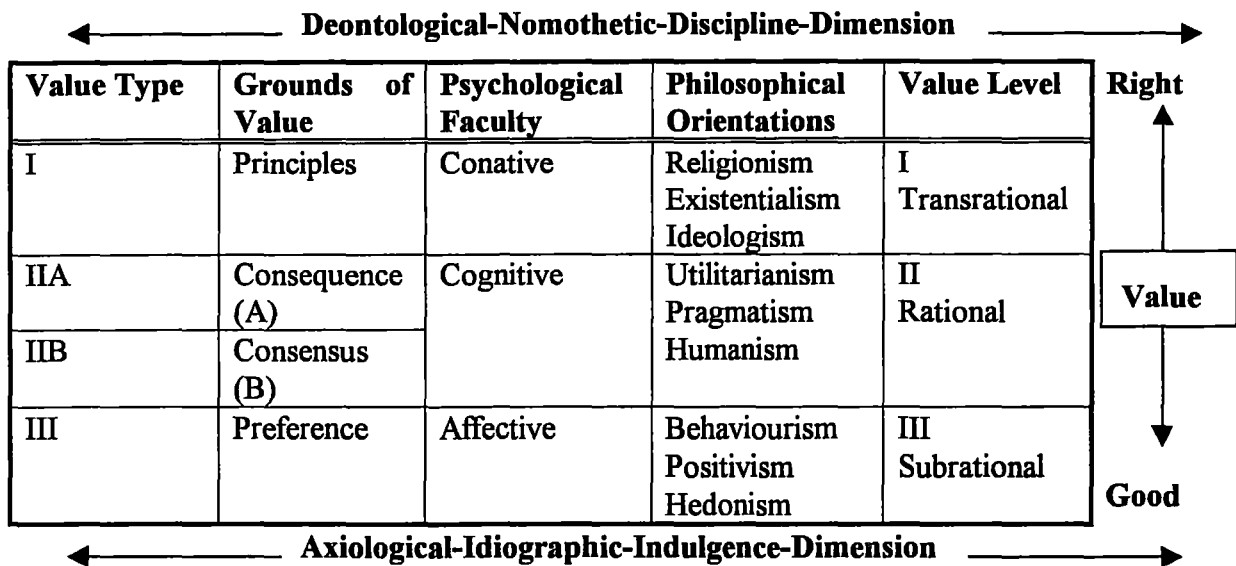 Deontological-Nomothetic-Discipline-Dimension
Value Type
Grounds of
Value
Psychological
Faculty
Philosophical
Orientations
Value Level
Right
I
Principles
Conative
Religionism
Existentialism
Ideologism
I
Transrational
IIA
Consequence
(A)
Cognitive
Utilitarianism
Pragmatism
Humanism
II
Rational
Value
IIB
Consensus
(B)
III
Preference
Affective
Behaviourism
Positivism
Hedonism
III
Subrational
Good
Axiological-Idiographic-Indulgence-Dimension